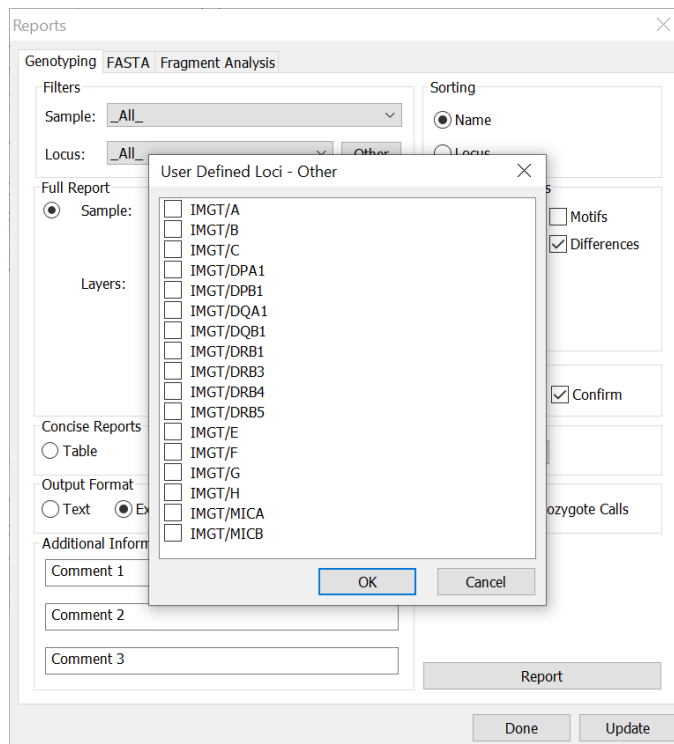 Reports
Genotyping FASTA Fragment Analysis
Filters
Sample: _All_
Locus: _All_ Other
Sorting
Name
Locus
Full Report
Sample:
Layers:
Motifs
Differences
Confirm
Concise Reports
Table
Output Format
Text
ozygote Calls
Comment 1
Comment 2
Comment 3
Report
Done Update
User Defined Loci - Other
IMGT/A
IMGT/B
IMGT/C
IMGT/DPA1
IMGT/DPB1
IMGT/DQA1
IMGT/DQB1
IMGT/DRB1
IMGT/DRB3
IMGT/DRB4
IMGT/DRB5
IMGT/E
IMGT/F
IMGT/G
IMGT/H
IMGT/MICA
IMGT/MICB
OK Cancel